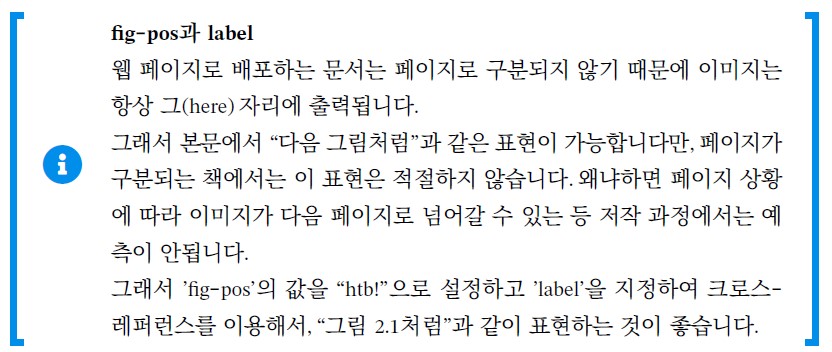 fig-pos과 label
웹 페이지로 배포하는 문서는 페이지로 구분되지 않기 때문에 이미지는
항상 그(here) 자리에 출력됩니다.
그래서 본문에서 “다음 그림처럼”과 같은 표현이 가능합니다만, 페이지가
구분되는 책에서는 이 표현은 적절하지 않습니다. 왜냐하면 페이지 상황
에 따라 이미지가 다음 페이지로 넘어갈 수 있는 등 저작 과정에서는 예
측이 안됩니다.
그래서 ’fig-pos’의 값을 “htb!”으로 설정하고 ’label’을 지정하여 크로스-
레퍼런스를 이용해서, “그림 2.1처럼”과 같이 표현하는 것이 좋습니다.